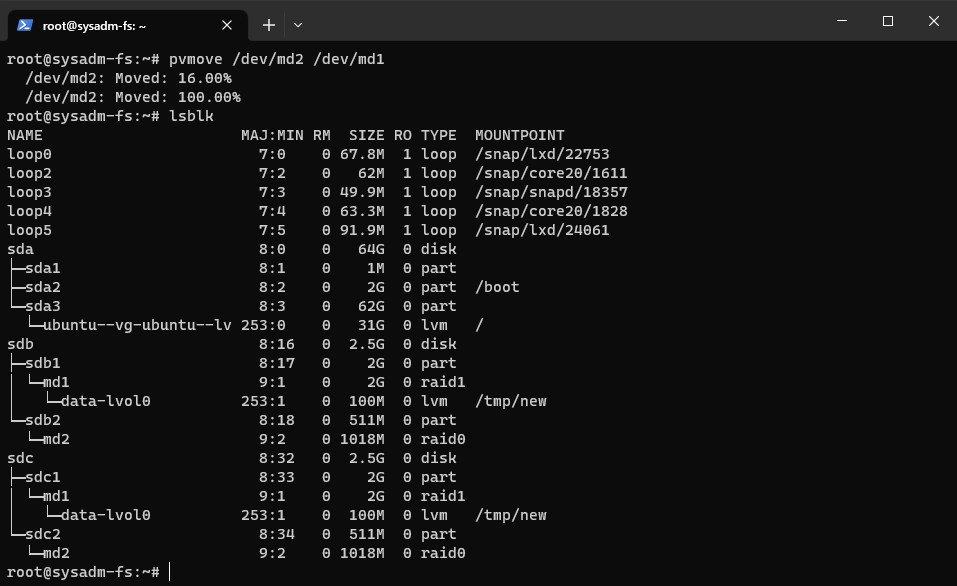 root@sysadm-fs: ~
root@sysadm-fs:~# pvmove /dev/md2 /dev/md1
  /dev/md2: Moved: 16.00%
  /dev/md2: Moved: 100.00%
root@sysadm-fs:~# lsblk
NAME                      MAJ:MIN RM  SIZE RO TYPE  MOUNTPOINT
loop0                       7:0    0 67.8M  1 loop  /snap/lxd/22753
loop2                       7:2    0   62M  1 loop  /snap/core20/1611
loop3                       7:3    0 49.9M  1 loop  /snap/snapd/18357
loop4                       7:4    0 63.3M  1 loop  /snap/core20/1828
loop5                       7:5    0 91.9M  1 loop  /snap/lxd/24061
sda                         8:0    0   64G  0 disk
├─sda1                      8:1    0    1M  0 part
├─sda2                      8:2    0    2G  0 part  /boot
└─sda3                      8:3    0   62G  0 part
  └─ubuntu--vg-ubuntu--lv 253:0    0   31G  0 lvm   /
sdb                         8:16   0  2.5G  0 disk
├─sdb1                      8:17   0    2G  0 part
│ └─md1                     9:1    0    2G  0 raid1
│   └─data-lvol0          253:1    0  100M  0 lvm   /tmp/new
└─sdb2                      8:18   0  511M  0 part
  └─md2                     9:2    0 1018M  0 raid0
sdc                         8:32   0  2.5G  0 disk
├─sdc1                      8:33   0    2G  0 part
│ └─md1                     9:1    0    2G  0 raid1
│   └─data-lvol0          253:1    0  100M  0 lvm   /tmp/new
└─sdc2                      8:34   0  511M  0 part
  └─md2                     9:2    0 1018M  0 raid0
root@sysadm-fs:~#